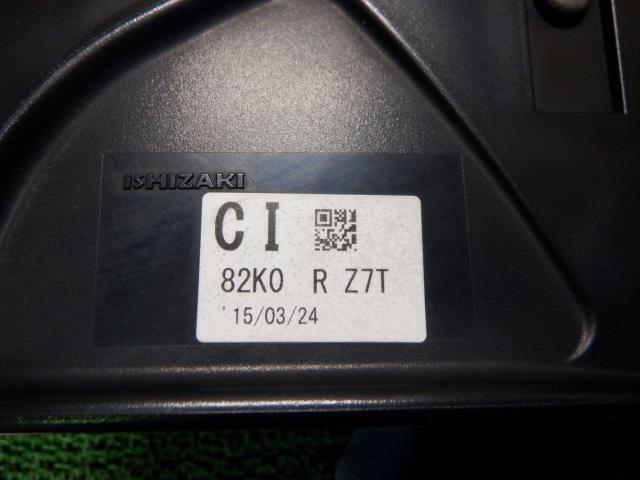 ISHIZAKI
CI
82K0 R Z7T
'15/03/24